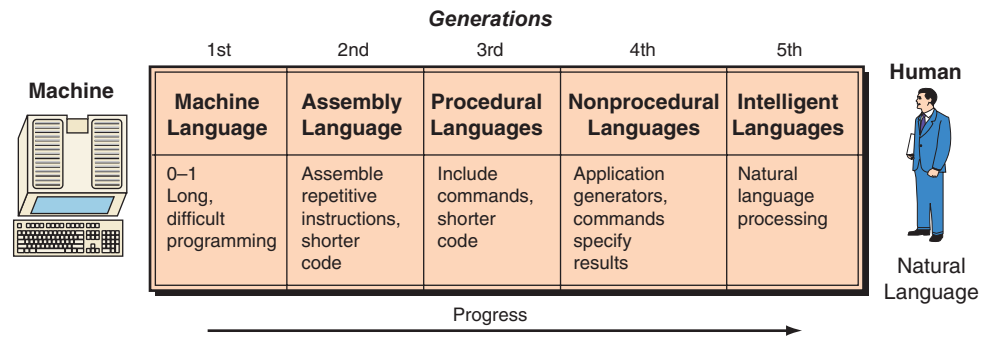 Generations
1st 2nd 3rd 4th 5th
Machine
Human
Machine
Language
Assembly
Language
Procedural
Languages
Nonprocedural
Languages
Intelligent
Languages
0–1
Long,
difficult
programming
Assemble
repetitive
instructions,
shorter
code
Include
commands,
shorter
code
Application
generators,
commands
specify
results
Natural
language
processing
Natural
Language
Progress